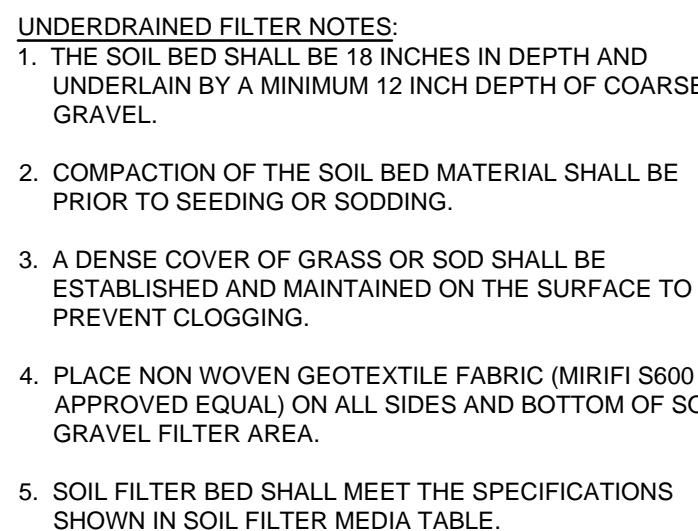 UNDERDRAINED FILTER NOTES:
1. THE SOIL BED SHALL BE 18 INCHES IN DEPTH AND
UNDERLAIN BY A MINIMUM 12 INCH DEPTH OF COARSE
GRAVEL.
2. COMPACTION OF THE SOIL BED MATERIAL SHALL BE
PRIOR TO SEEDING OR SODDING.
3. A DENSE COVER OF GRASS OR SOD SHALL BE
ESTABLISHED AND MAINTAINED ON THE SURFACE TO
PREVENT CLOGGING.
4. PLACE NON WOVEN GEOTEXTILE FABRIC (MIRIFI S600
APPROVED EQUAL) ON ALL SIDES AND BOTTOM OF
GRAVEL FILTER AREA.
5. SOIL FILTER BED SHALL MEET THE SPECIFICATIONS
SHOWN IN SOIL FILTER MEDIA TABLE.